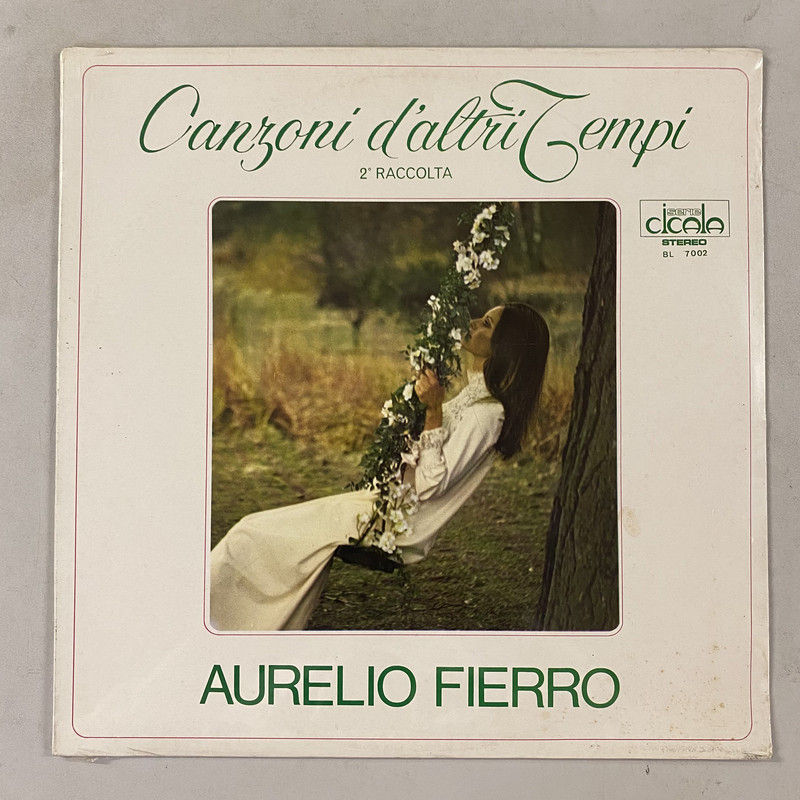 Canzoni d'altri Tempi
2ª RACCOLTA
serie
cicala
STEREO
BL 7002
AURELIO FIERRO